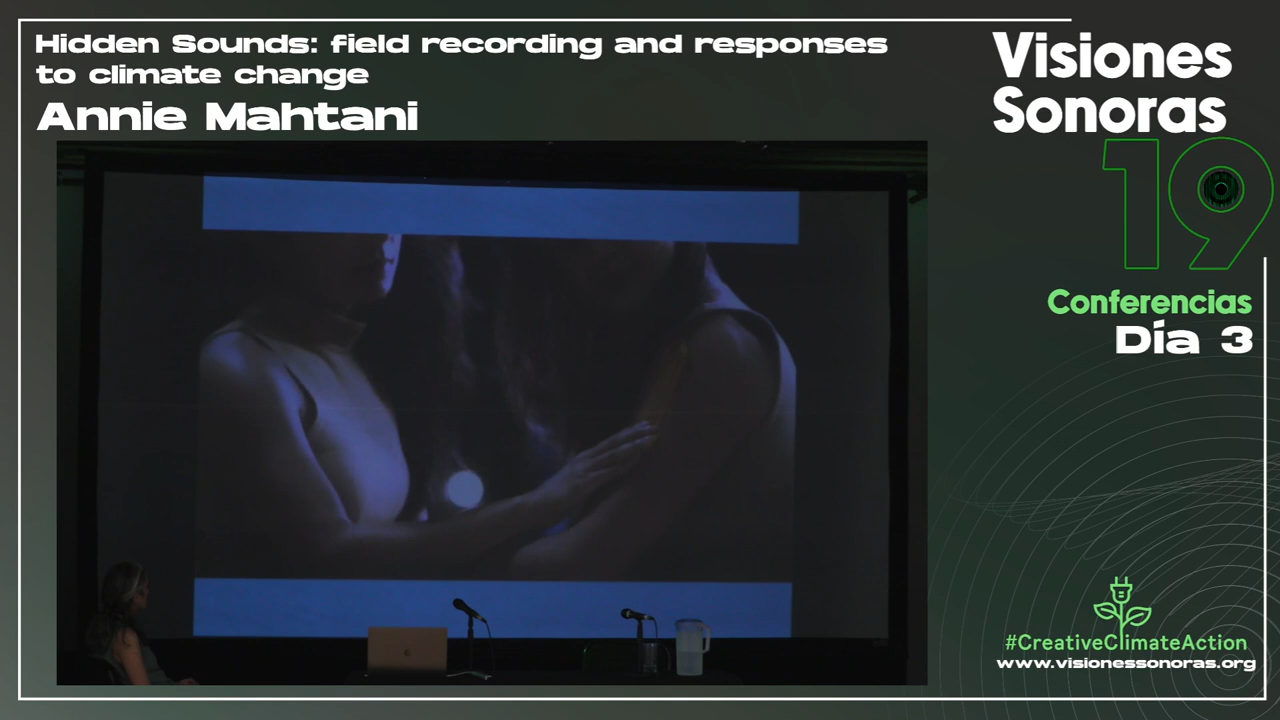 Hidden Sounds: field recording and responses
to climate change
Annie Mahtani
Visiones
Sonoras
19
Conferencias
Día 3
#CreativeClimateAction
www.visionessonoras.org